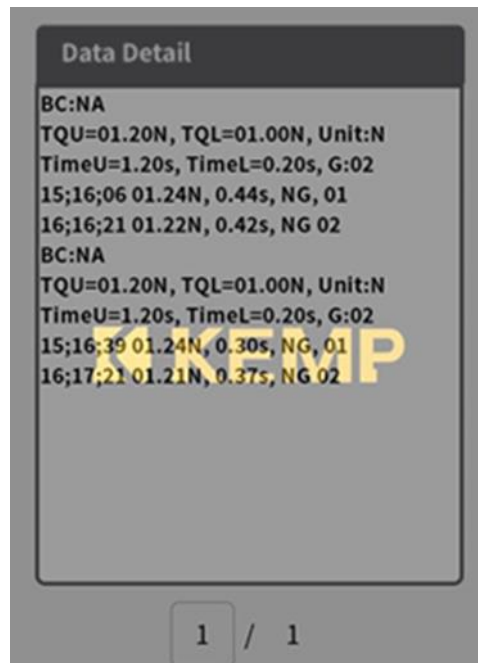 Data Detail
BC:NA
TQU=01.20N, TQL=01.00N, Unit:N
TimeU=1.20s, TimeL=0.20s, G:02
15;16;06 01.24N, 0.44s, NG, 01
16;16;21 01.22N, 0.42s, NG 02
BC:NA
TQU=01.20N, TQL=01.00N, Unit:N
TimeU=1.20s, TimeL=0.20s, G:02
15;16;39 01.24N, 0.30s, NG, 01
16;17;21 01.21N, 0.37s, NG 02
KEMP
1 / 1